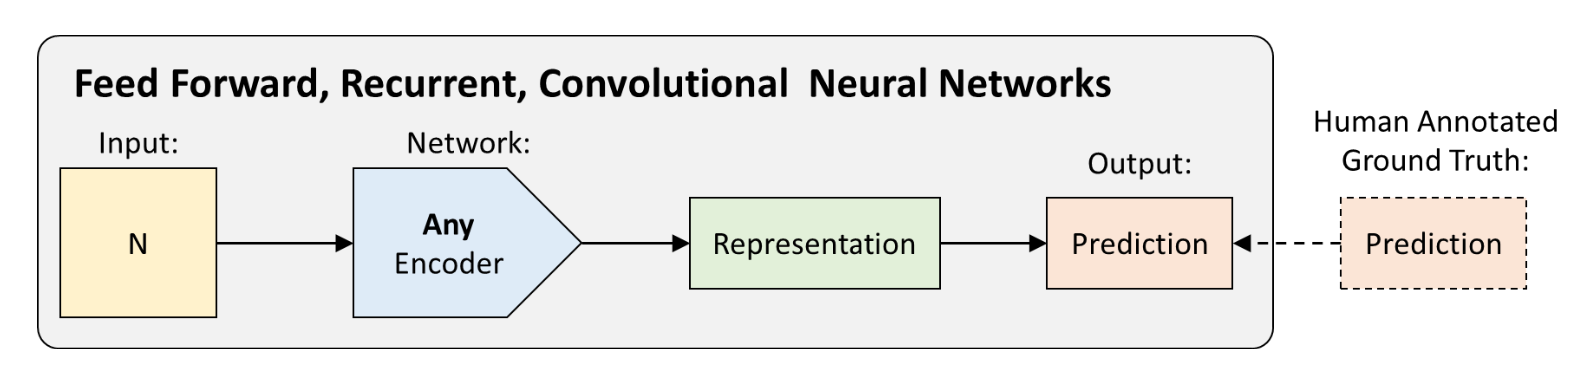 Feed Forward, Recurrent, Convolutional  Neural Networks
Input:
Network:
Output:
Human Annotated
Ground Truth:
N
Any
Encoder
Representation
Prediction
Prediction